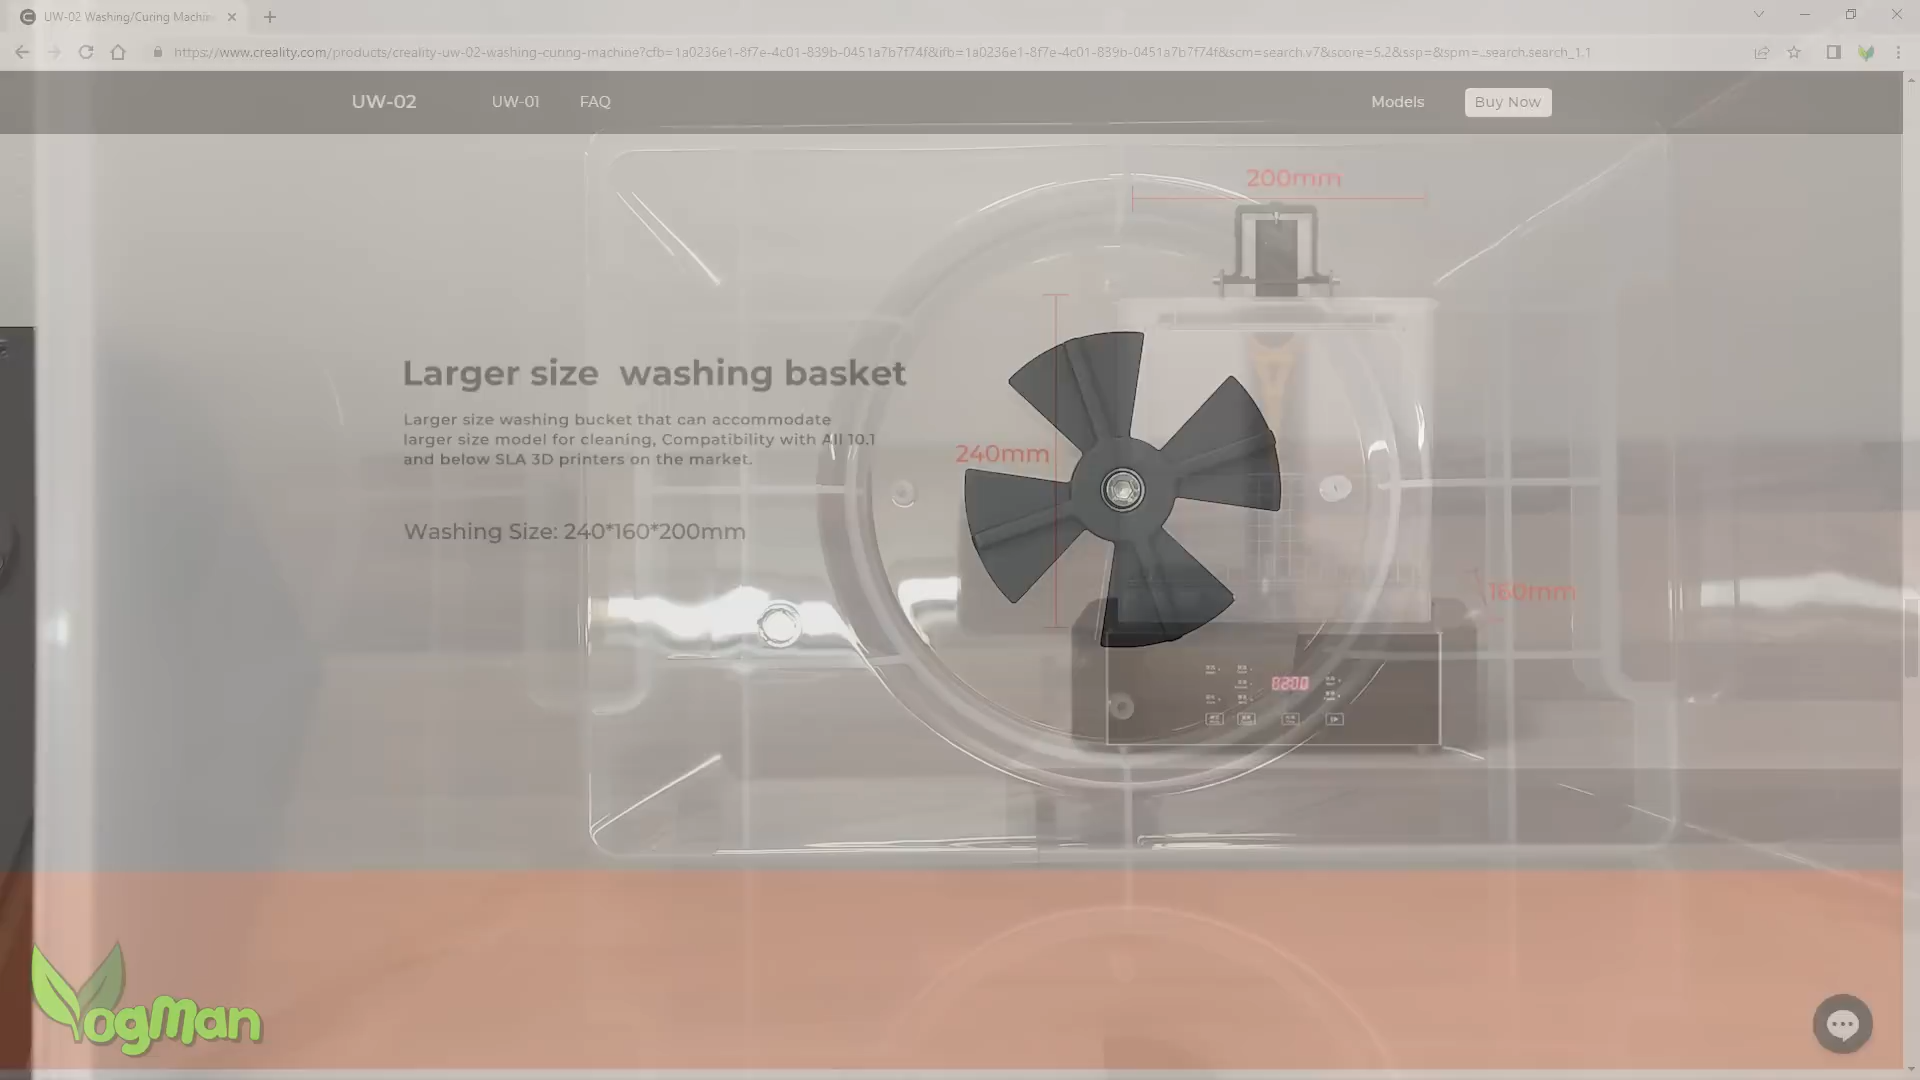 UW-02 Washing/Curing Machin
https://www.creality.com/products/creality-uw-02-washing-curing-machine?cfb=1a0236e1-8f7e-4c01-839b-0451a7b7f74f&ifb=1a0236e1-8f7e-4c01-839b-0451a7b7f74f&scm=search.v7&score=5.2&ssp=&spm=..search.search_1.1
UW-02 UW-01 FAQ Models Buy Now
200mm
Larger size washing basket
Larger size washing bucket that can accommodate
larger size model for cleaning, Compatibility with All 10.1
and below SLA 3D printers on the market.
240mm
Washing Size: 240*160*200mm
160mm
02:00
YogMan